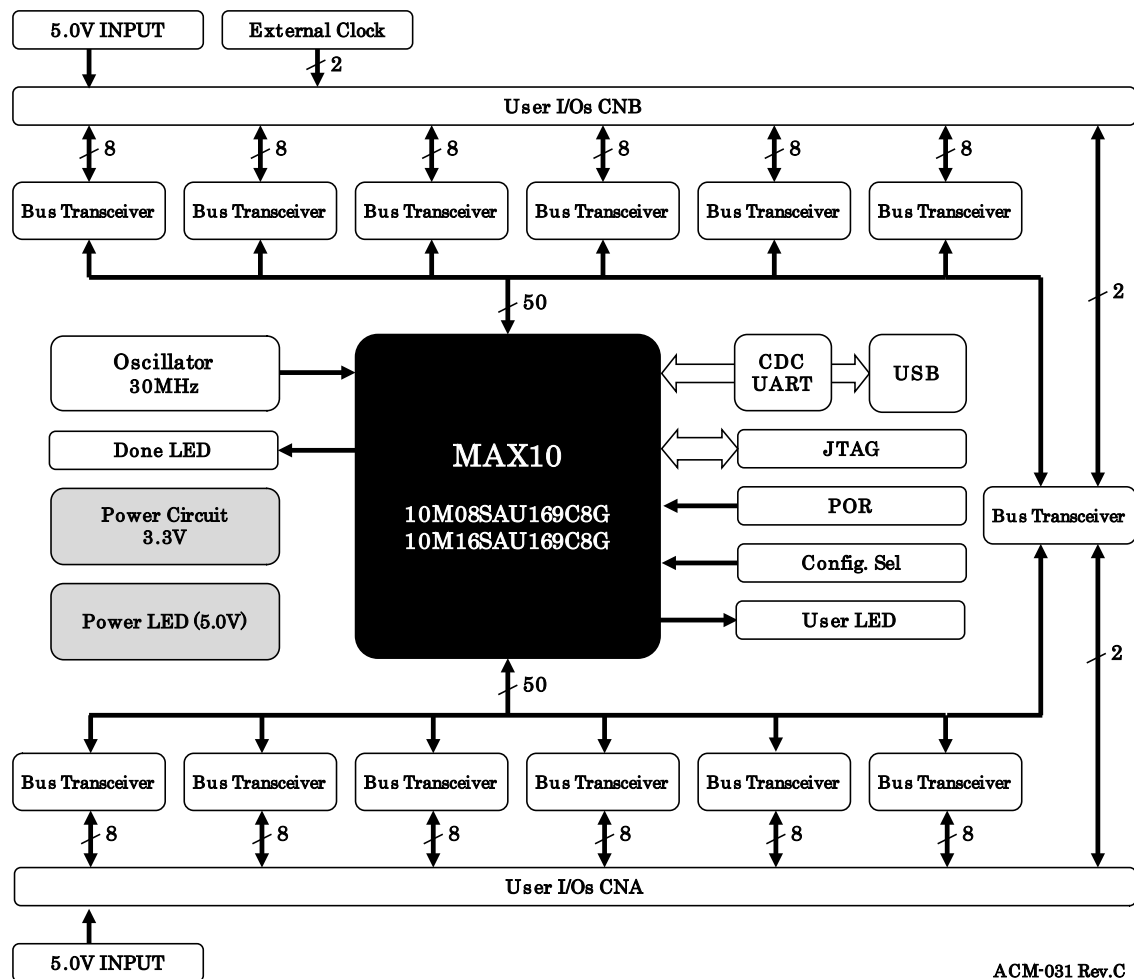 5.0V INPUT
External Clock
2
User I/Os CNB
8
8
8
8
8
8
Bus Transceiver
Bus Transceiver
Bus Transceiver
Bus Transceiver
Bus Transceiver
Bus Transceiver
50
2
Oscillator
30MHz
CDC
UART
USB
Done LED
MAX10
JTAG
Power Circuit
3.3V
10M08SAU169C8G
10M16SAU169C8G
POR
Bus Transceiver
Config. Sel
Power LED (5.0V)
User LED
2
50
Bus Transceiver
Bus Transceiver
Bus Transceiver
Bus Transceiver
Bus Transceiver
Bus Transceiver
8
8
8
8
8
8
User I/Os CNA
5.0V INPUT
ACM-031 Rev.C